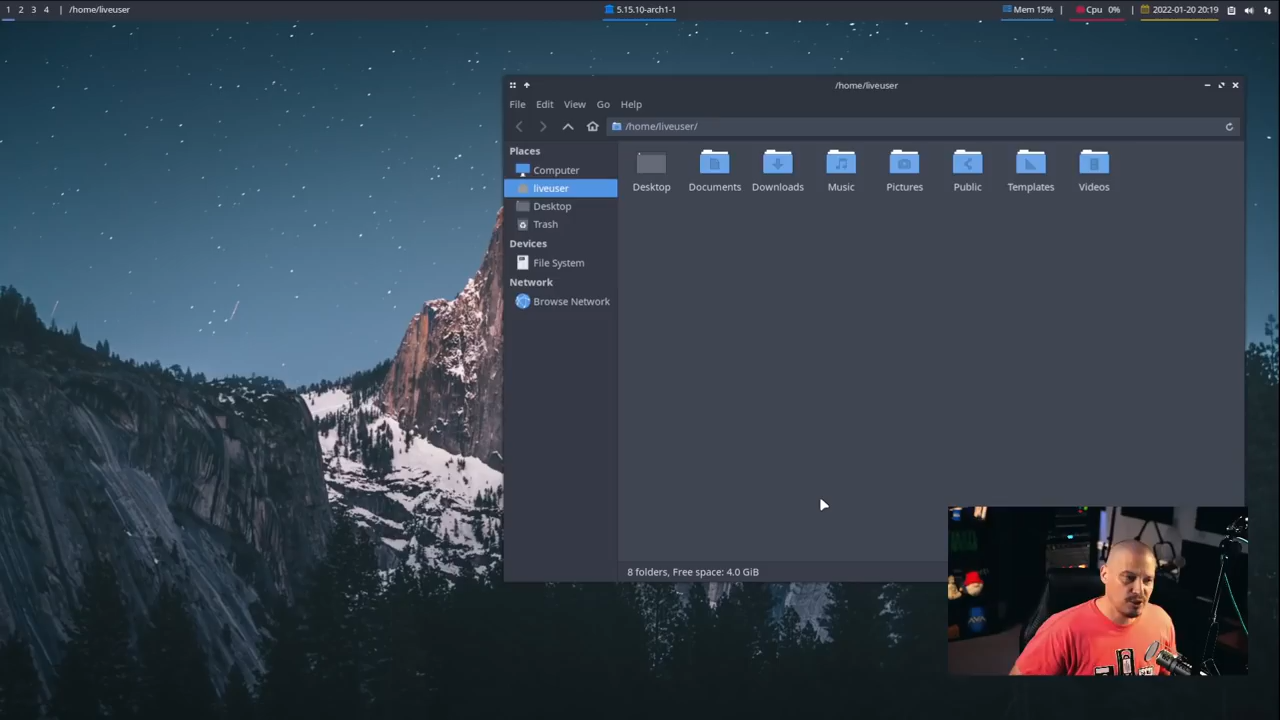 1 2 3 4 | /home/liveuser
5.15.10-arch1-1
Mem 15% | Cpu 0% | 2022-01-20 20:19
/home/liveuser
File Edit View Go Help
/home/liveuser/
Places
Computer
liveuser
Desktop
Trash
Devices
File System
Network
Browse Network
Desktop Documents Downloads Music Pictures Public Templates Videos
8 folders, Free space: 4.0 GiB